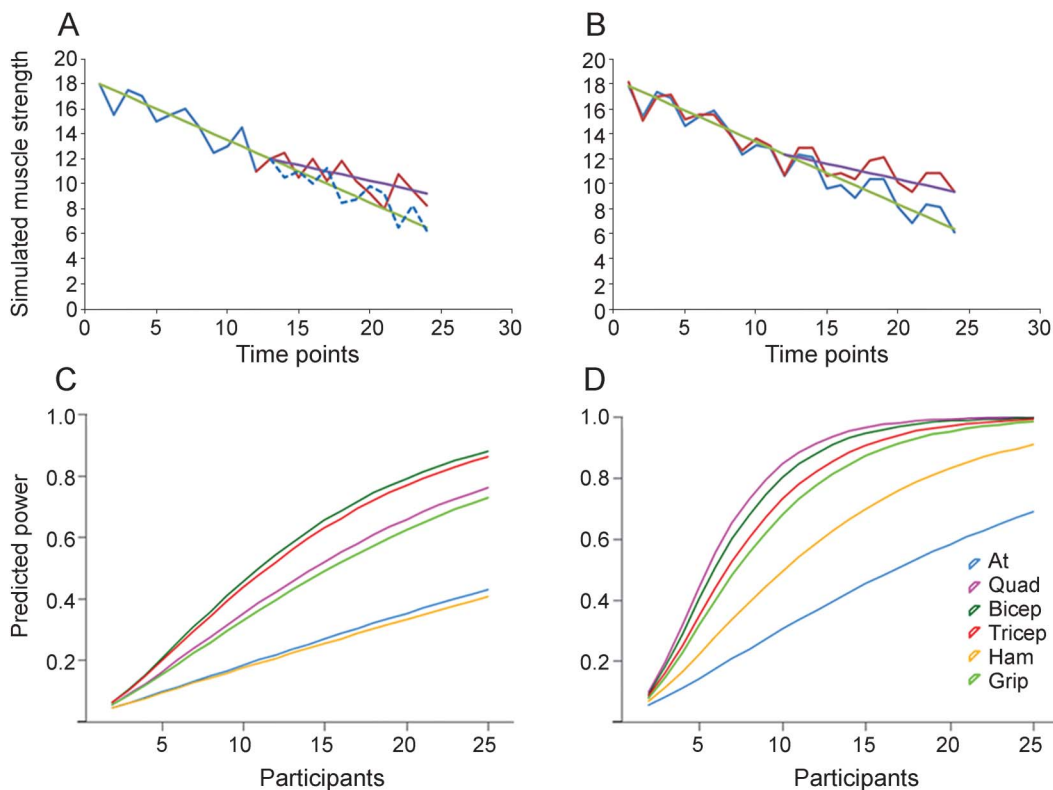 A
B
Simulated muscle strength
20
18
16
14
12
10
8
6
4
2
0
0 5 10 15 20 25 30
Time points
20
18
16
14
12
10
8
6
4
2
0
0 5 10 15 20 25 30
Time points
C
D
Predicted power
1.0
0.8
0.6
0.4
0.2
5 10 15 20 25
Participants
1.0
0.8
0.6
0.4
0.2
5 10 15 20 25
Participants
At
Quad
Bicep
Tricep
Ham
Grip